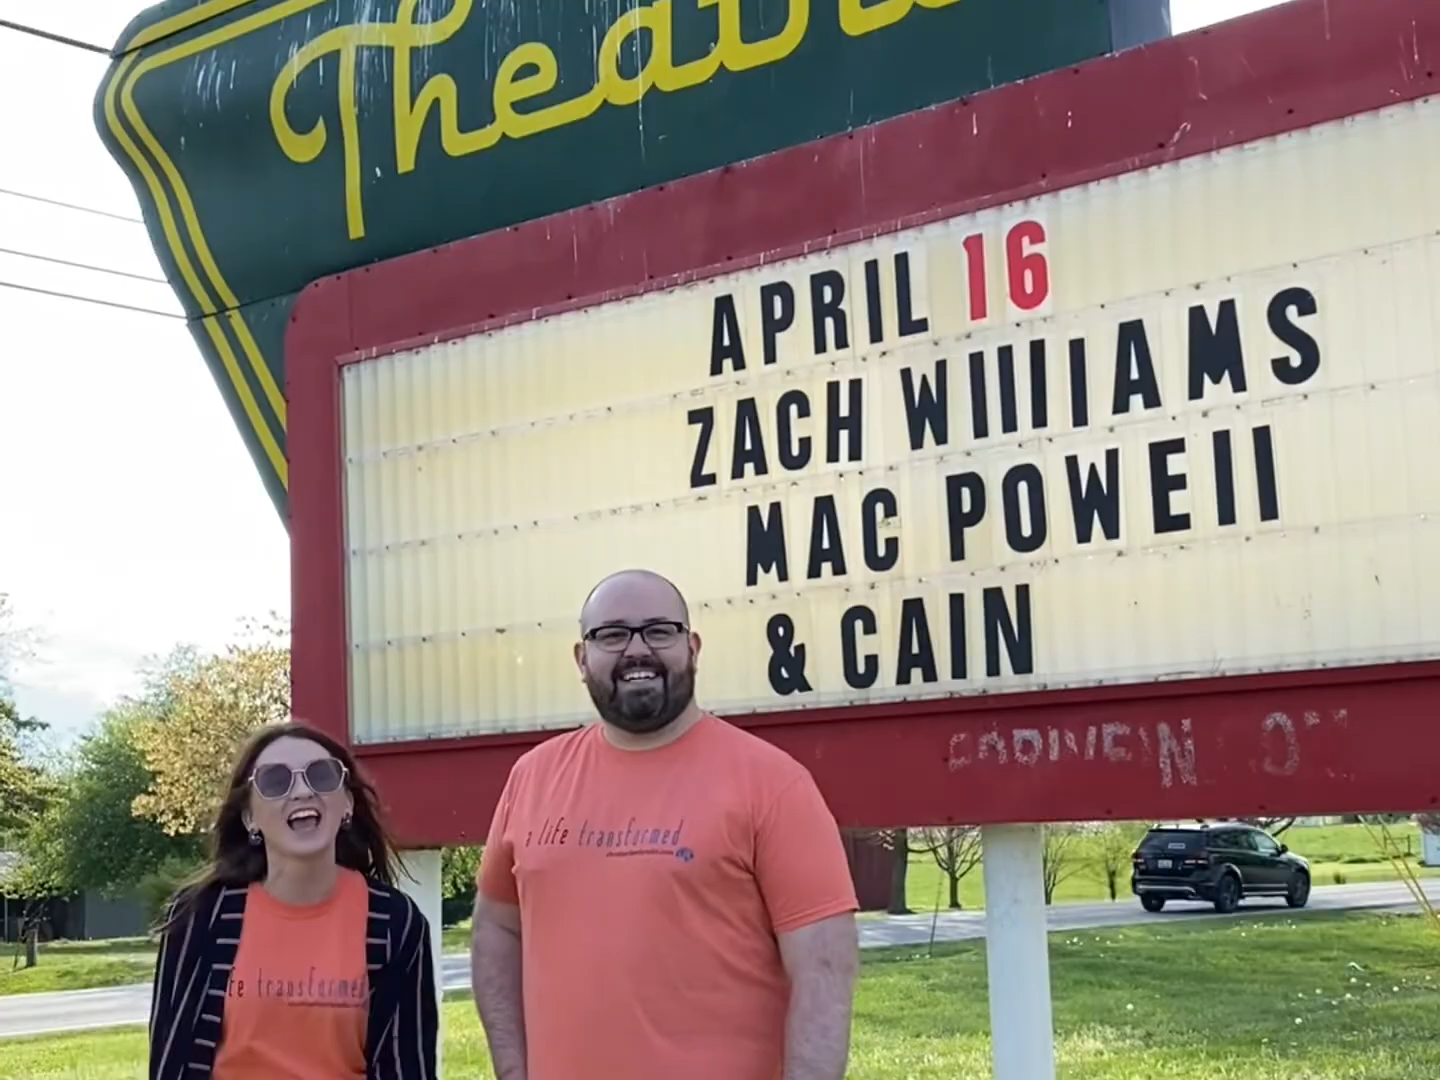 Theatre
APRIL 16
ZACH WIIIIAMS
MAC POWEII
& CAIN
a life transformed
fe transformed